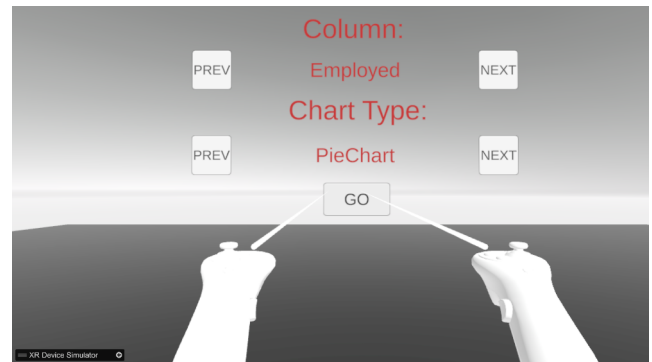 Column:
PREV Employed NEXT
Chart Type:
PREV PieChart NEXT
GO
XR Device Simulator